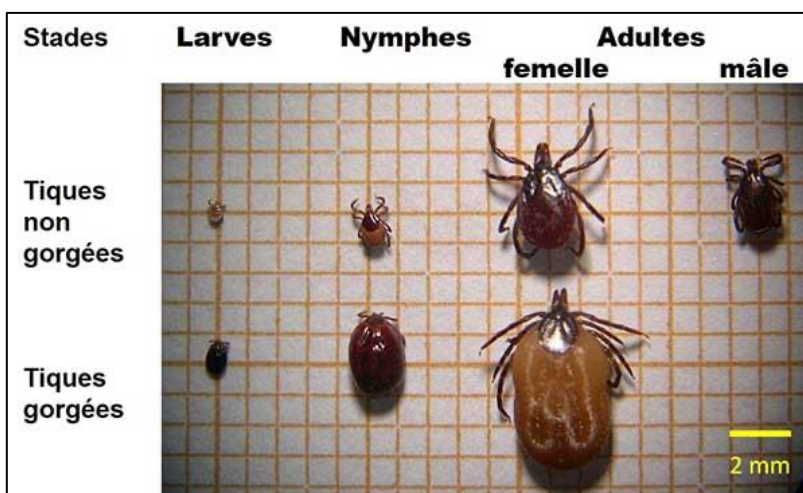 Stades Larves Nymphes Adultes
femelle mâle
Tiques
non
gorgées
Tiques
gorgées
2 mm